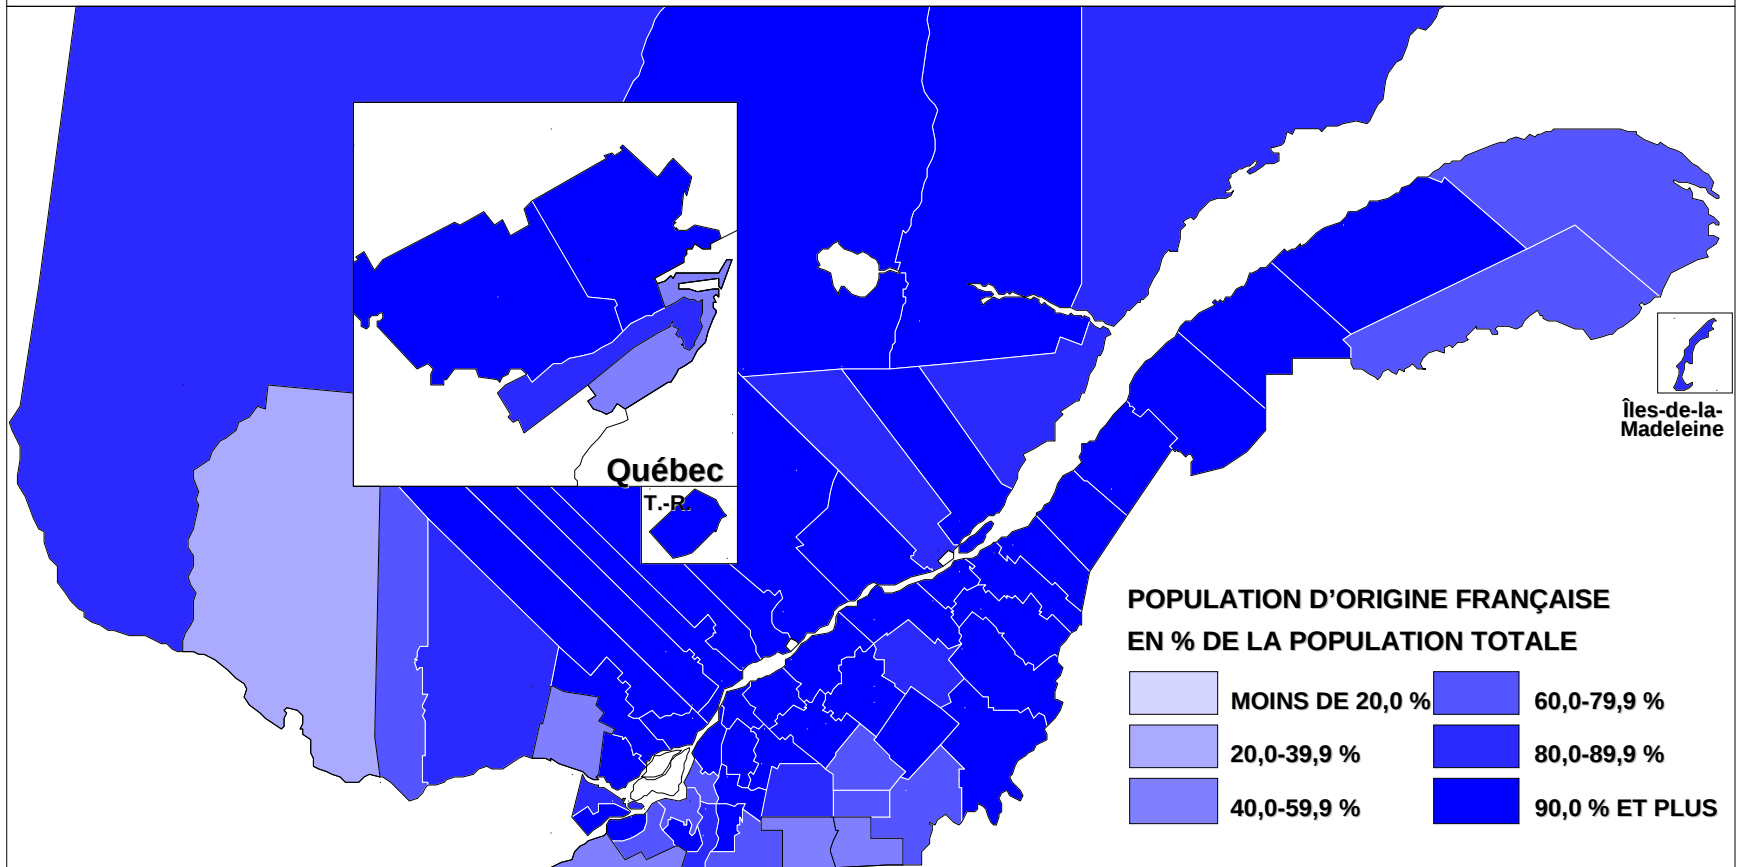 Québec
T.-R.
Îles-de-la-
Madeleine
POPULATION D’ORIGINE FRANÇAISE
EN % DE LA POPULATION TOTALE
MOINS DE 20,0 %
20,0-39,9 %
40,0-59,9 %
60,0-79,9 %
80,0-89,9 %
90,0 % ET PLUS